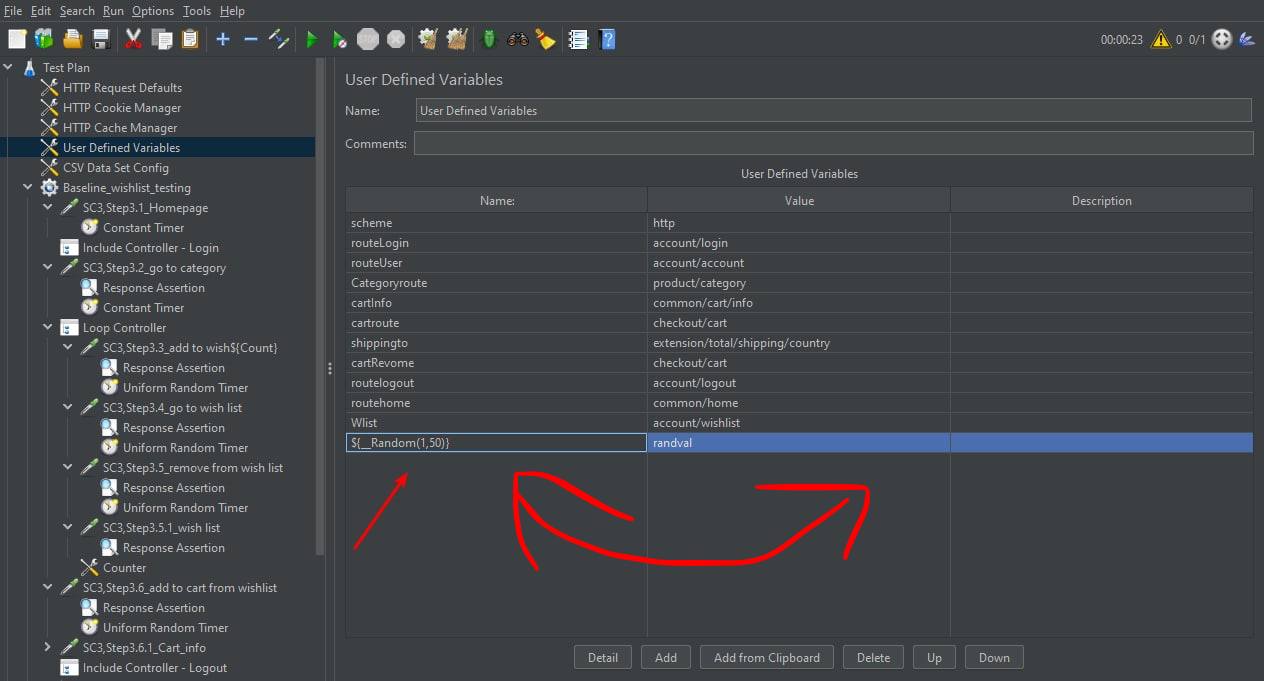 File Edit Search Run Options Tools Help
00:00:23 0 0/1
Test Plan
HTTP Request Defaults
HTTP Cookie Manager
HTTP Cache Manager
User Defined Variables
CSV Data Set Config
Baseline_wishlist_testing
SC3,Step3.1_Homepage
Constant Timer
Include Controller - Login
SC3,Step3.2_go to category
Response Assertion
Constant Timer
Loop Controller
SC3,Step3.3_add to wish${Count}
Response Assertion
Uniform Random Timer
SC3,Step3.4_go to wish list
Response Assertion
Uniform Random Timer
SC3,Step3.5_remove from wish list
Response Assertion
Uniform Random Timer
SC3,Step3.5.1_wish list
Response Assertion
Counter
SC3,Step3.6_add to cart from wishlist
Response Assertion
Uniform Random Timer
SC3,Step3.6.1_Cart_info
Include Controller - Logout
User Defined Variables
Name: User Defined Variables
Comments:
User Defined Variables
Name: Value Description
scheme http
routeLogin account/login
routeUser account/account
Categoryroute product/category
cartInfo common/cart/info
cartroute checkout/cart
shippingto extension/total/shipping/country
cartRevome checkout/cart
routelogout account/logout
routehome common/home
Wlist account/wishlist
${__Random(1,50)} randval
Detail Add Add from Clipboard Delete Up Down